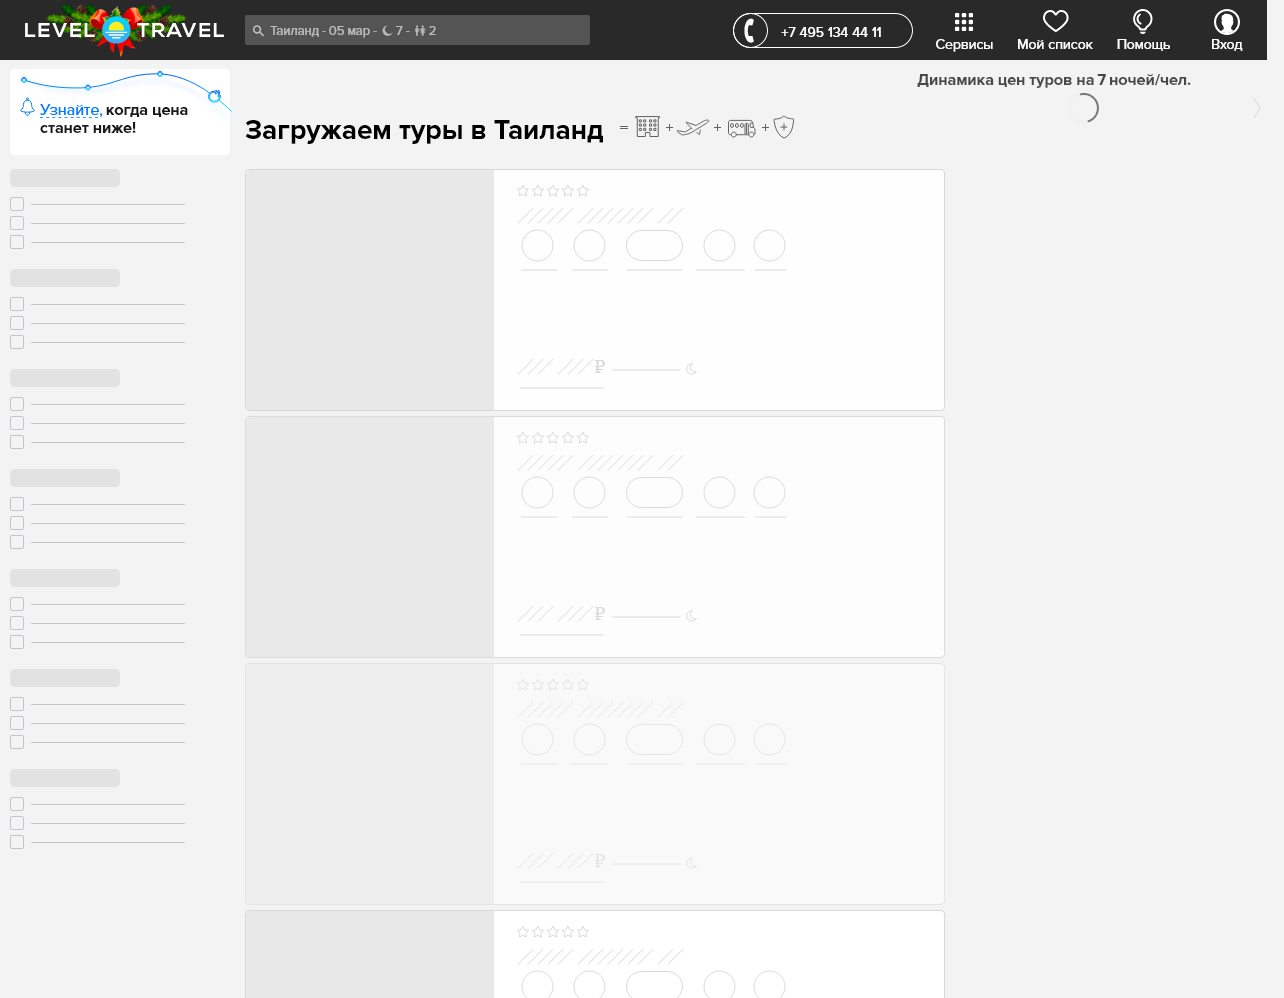 LEVEL TRAVEL
Таиланд - 05 мар - 7 - 2
+7 495 134 44 11
Сервисы
Мой список
Помощь
Вход
Узнайте, когда цена
станет ниже!
Загружаем туры в Таиланд
= + + +
Динамика цен туров на 7 ночей/чел.
₽
₽
₽